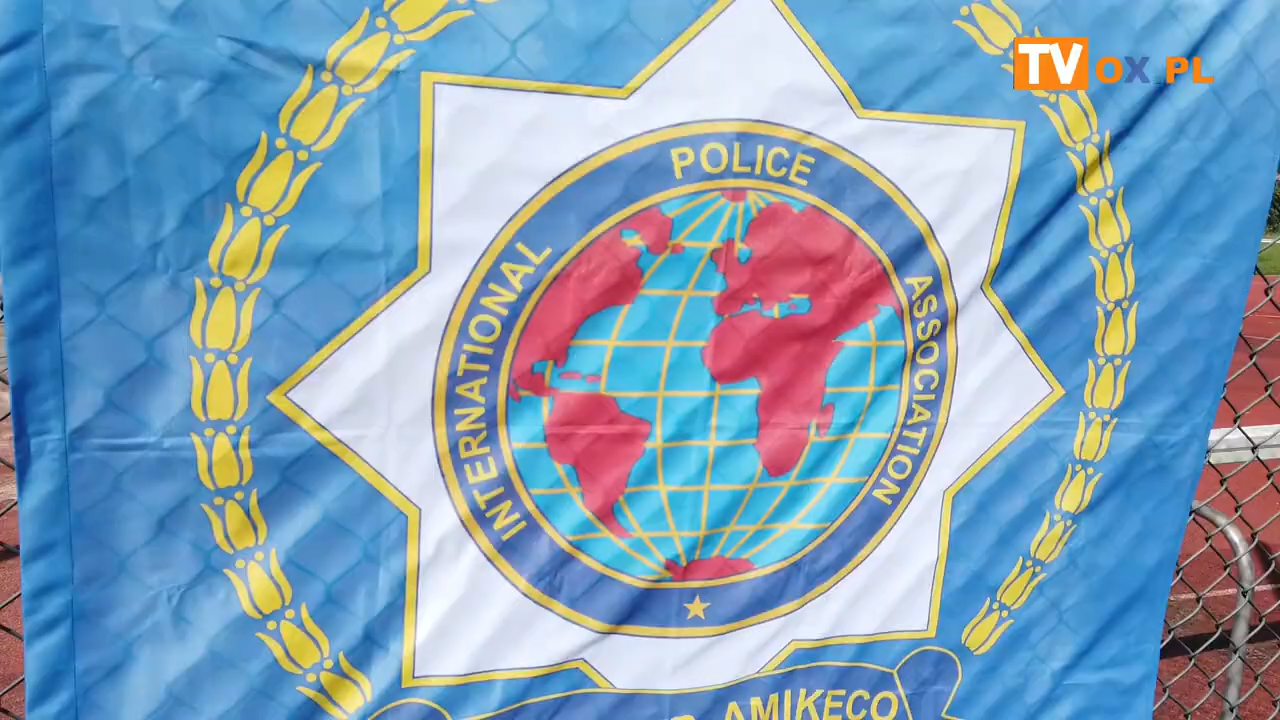 TVOX.PL
INTERNATIONAL
POLICE
ASSOCIATION
AMIKECO